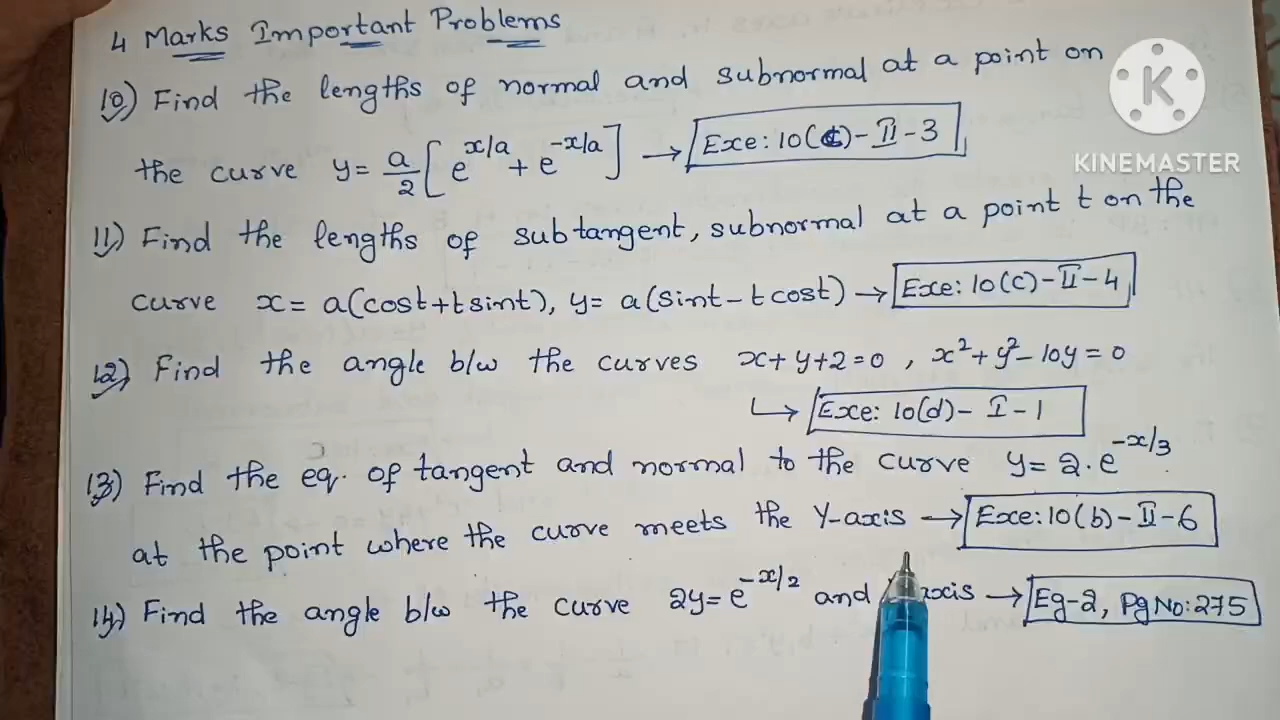 4 Marks Important Problems
10) Find the lengths of normal and subnormal at a point on
the curve y = a/2 [e^(x/a) + e^(-x/a)] → Exe: 10(c) - II - 3
K
KINEMASTER
11) Find the lengths of subtangent, subnormal at a point t on the
curve x = a(cost + t sint), y = a(sint - t cost) → Exe: 10(c) - II - 4
12) Find the angle b/w the curves x + y + 2 = 0 , x² + y² - 10y = 0
↳ Exe: 10(d) - I - 1
13) Find the eq. of tangent and normal to the curve y = 2.e^(-x/3)
at the point where the curve meets the Y-axis → Exe: 10(b) - II - 6
14) Find the angle b/w the curve 2y = e^(-x/2) and axis → Eg-2, Pg No: 275